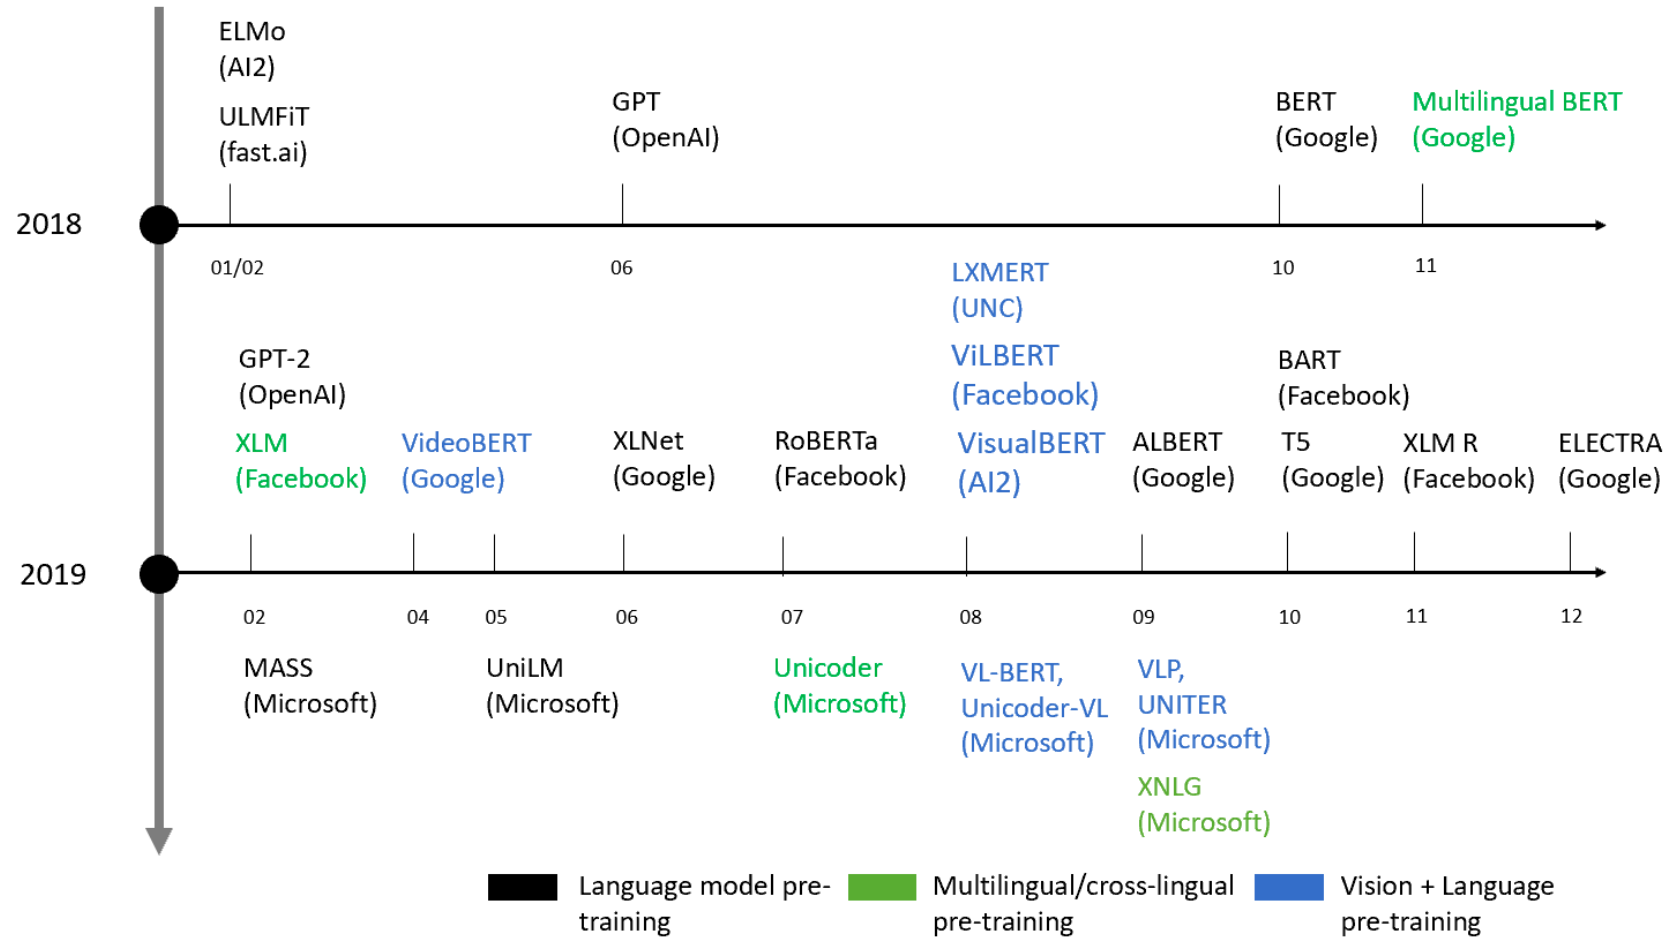 ELMo
(AI2)
ULMFiT
(fast.ai)
GPT
(OpenAI)
BERT
(Google)
Multilingual BERT
(Google)
2018
01/02
06
10
11
LXMERT
(UNC)
ViLBERT
(Facebook)
VisualBERT
(AI2)
GPT-2
(OpenAI)
XLM
(Facebook)
VideoBERT
(Google)
XLNet
(Google)
RoBERTa
(Facebook)
ALBERT
(Google)
BART
(Facebook)
T5
(Google)
XLM R
(Facebook)
ELECTRA
(Google)
2019
02
04
05
06
07
08
09
10
11
12
MASS
(Microsoft)
UniLM
(Microsoft)
Unicoder
(Microsoft)
VL-BERT,
Unicoder-VL
(Microsoft)
VLP,
UNITER
(Microsoft)
XNLG
(Microsoft)
Language model pre-
training
Multilingual/cross-lingual
pre-training
Vision + Language
pre-training